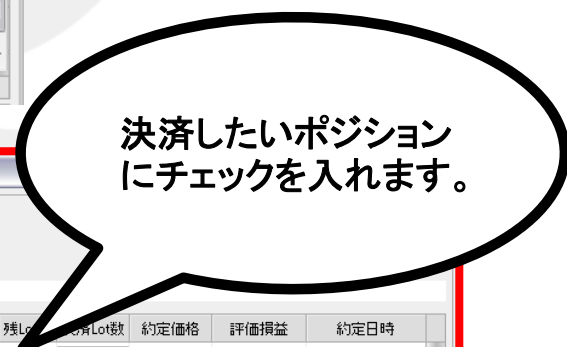 決済したいポジション
にチェックを入れます。
約定価格 評価損益 約定日時